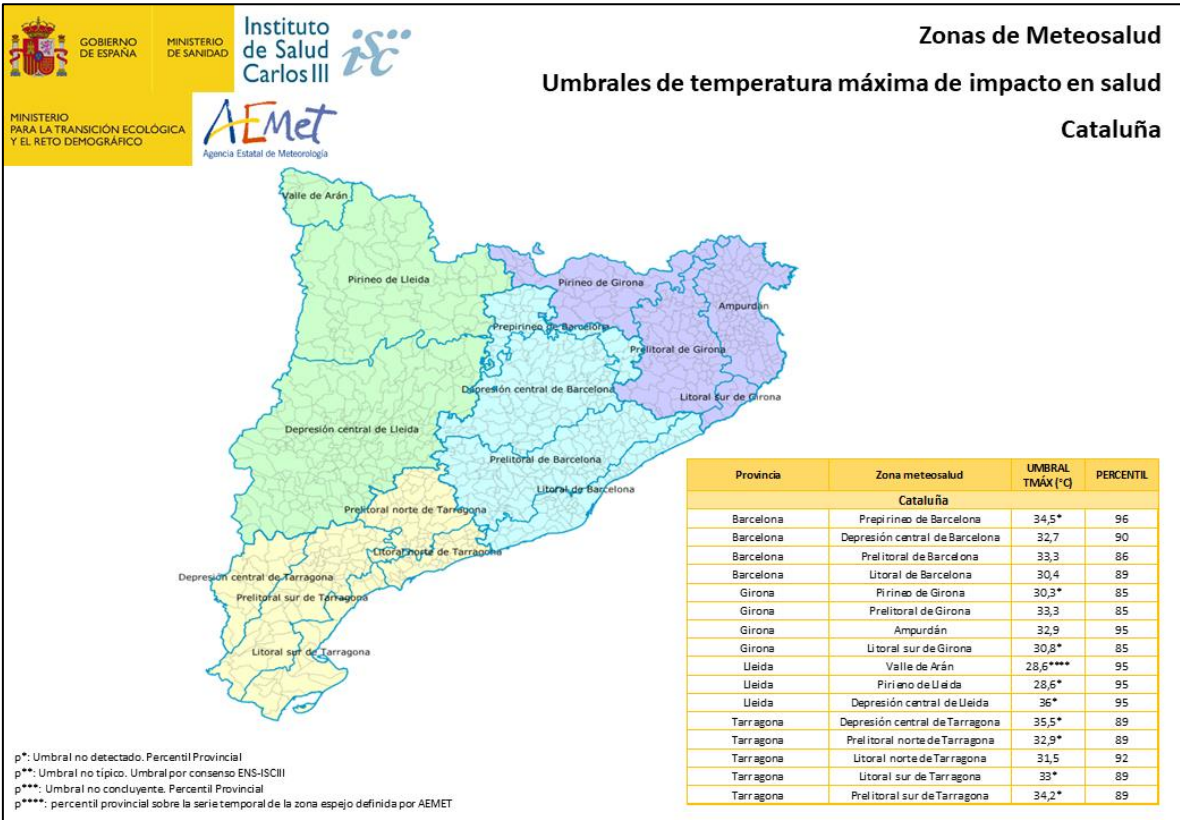 GOBIERNO
DE ESPAÑA
MINISTERIO
DE SANIDAD
Instituto
de Salud
Carlos III
isc
MINISTERIO
PARA LA TRANSICIÓN ECOLÓGICA
Y EL RETO DEMOGRÁFICO
AEMet
Agencia Estatal de Meteorología
Zonas de Meteosalud
Umbrales de temperatura máxima de impacto en salud
Cataluña
Valle de Arán
Pirineo de Lleida
Pirineo de Girona
Ampurdán
Prepirineo de Barcelona
Prelitoral de Girona
Depresión central de Barcelona
Litoral sur de Girona
Depresión central de Lleida
Prelitoral de Barcelona
Litoral de Barcelona
Prelitoral norte de Tarragona
Litoral norte de Tarragona
Depresión central de Tarragona
Prelitoral sur de Tarragona
Litoral sur de Tarragona
Provincia Zona meteosalud UMBRAL TMÁX (°C) PERCENTIL
Cataluña
Barcelona Prepirineo de Barcelona 34,5* 96
Barcelona Depresión central de Barcelona 32,7 90
Barcelona Prelitoral de Barcelona 33,3 86
Barcelona Litoral de Barcelona 30,4 89
Girona Pirineo de Girona 30,3* 85
Girona Prelitoral de Girona 33,3 85
Girona Ampurdán 32,9 95
Girona Litoral sur de Girona 30,8* 85
Lleida Valle de Arán 28,6**** 95
Lleida Pirieno de Lleida 28,6* 95
Lleida Depresión central de Lleida 36* 95
Tarragona Depresión central de Tarragona 35,5* 89
Tarragona Prelitoral norte de Tarragona 32,9* 89
Tarragona Litoral norte de Tarragona 31,5 92
Tarragona Litoral sur de Tarragona 33* 89
Tarragona Prelitoral sur de Tarragona 34,2* 89
p*: Umbral no detectado. Percentil Provincial
p**: Umbral no típico. Umbral por consenso ENS-ISCIII
p***: Umbral no concluyente. Percentil Provincial
p****: percentil provincial sobre la serie temporal de la zona espejo definida por AEMET